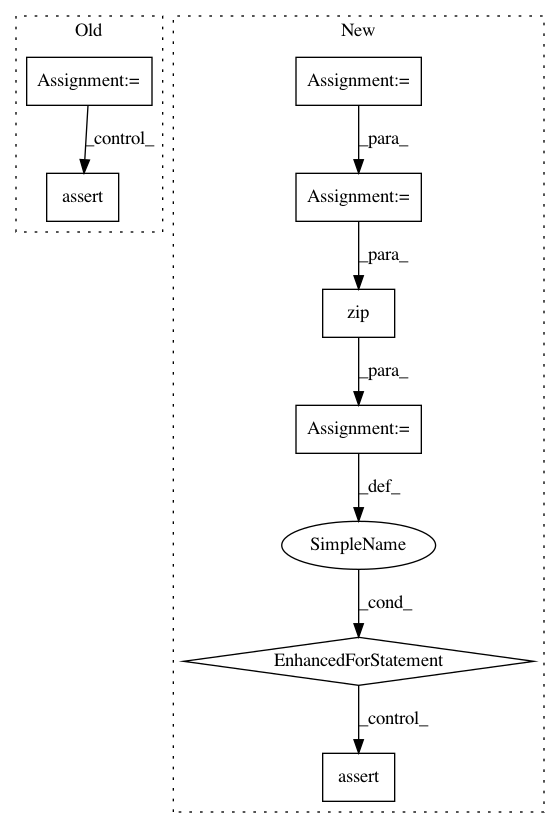 Old
Assignment:=
_control_
assert
New
Assignment:=
_para_
Assignment:=
_para_
zip
_para_
Assignment:=
_def_
SimpleName
_cond_
EnhancedForStatement
_control_
assert